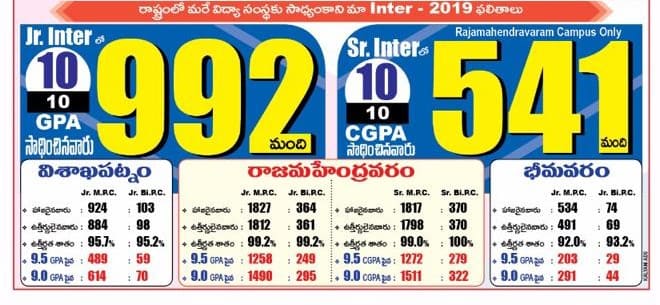 రాష్ట్రంలో మరే విద్యా సంస్థకు సాధ్యంకాని మా Inter - 2019 ఫలితాలు
Jr. Inter లో
10
10
GPA
సాధించినవారు
992
మంది
Rajamahendravaram Campus Only
Sr. Inter లో
10
10
CGPA
సాధించినవారు
541
మంది
విశాఖపట్నం
Jr. M.P.C. Jr. Bi.P.C.
హాజరైనవారు : 924 : 103
ఉత్తీర్ణులైనవారు : 884 : 98
ఉత్తీర్ణత శాతం : 95.7% : 95.2%
9.5 GPA పైన : 489 : 59
9.0 GPA పైన : 614 : 70
రాజమహేంద్రవరం
Jr. M.P.C. Jr. Bi.P.C.
హాజరైనవారు : 1827 : 364
ఉత్తీర్ణులైనవారు : 1812 : 361
ఉత్తీర్ణత శాతం : 99.2% : 99.2%
9.5 GPA పైన : 1258 : 249
9.0 GPA పైన : 1490 : 295
Sr. M.P.C. Sr. Bi.P.C.
హాజరైనవారు : 1817 : 370
ఉత్తీర్ణులైనవారు : 1798 : 370
ఉత్తీర్ణత శాతం : 99.0% : 100%
9.5 CGPA పైన : 1272 : 279
9.0 CGPA పైన : 1511 : 322
భీమవరం
Jr. M.P.C. Jr. Bi.P.C.
హాజరైనవారు : 534 : 74
ఉత్తీర్ణులైనవారు : 491 : 69
ఉత్తీర్ణత శాతం : 92.0% : 93.2%
9.5 GPA పైన : 203 : 29
9.0 GPA పైన : 291 : 44